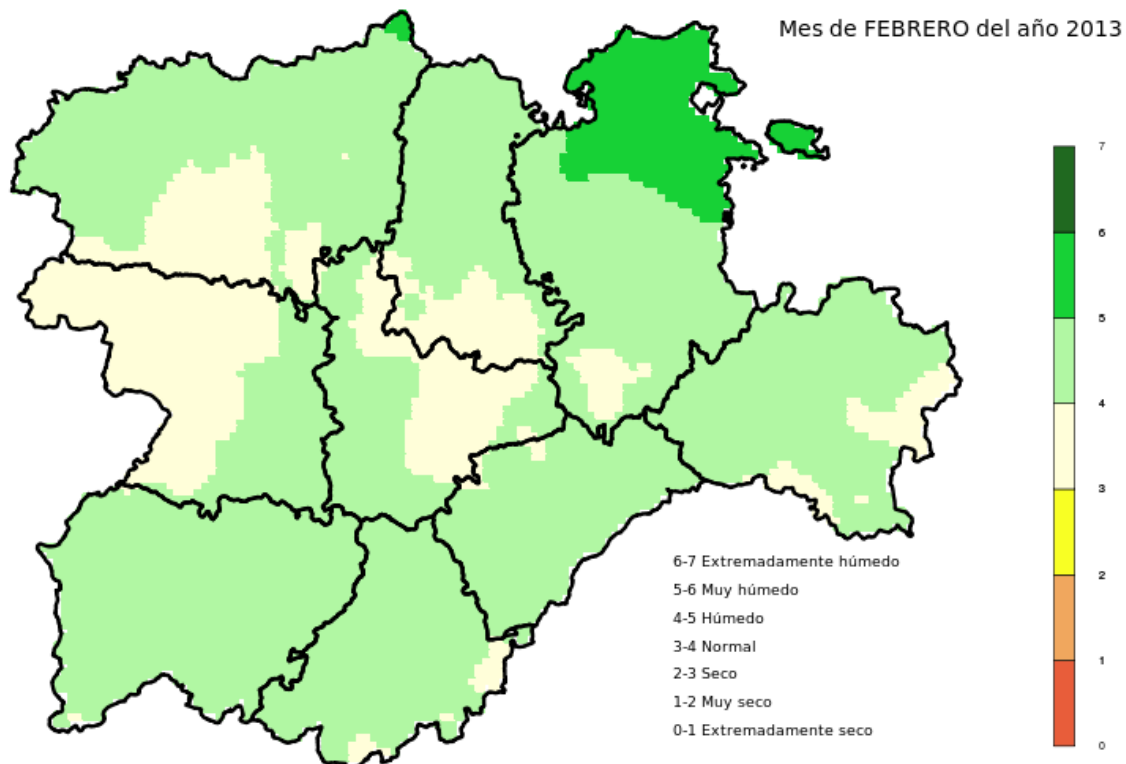 Mes de FEBRERO del año 2013
7
6
5
4
3
2
1
0
6-7 Extremadamente húmedo
5-6 Muy húmedo
4-5 Húmedo
3-4 Normal
2-3 Seco
1-2 Muy seco
0-1 Extremadamente seco